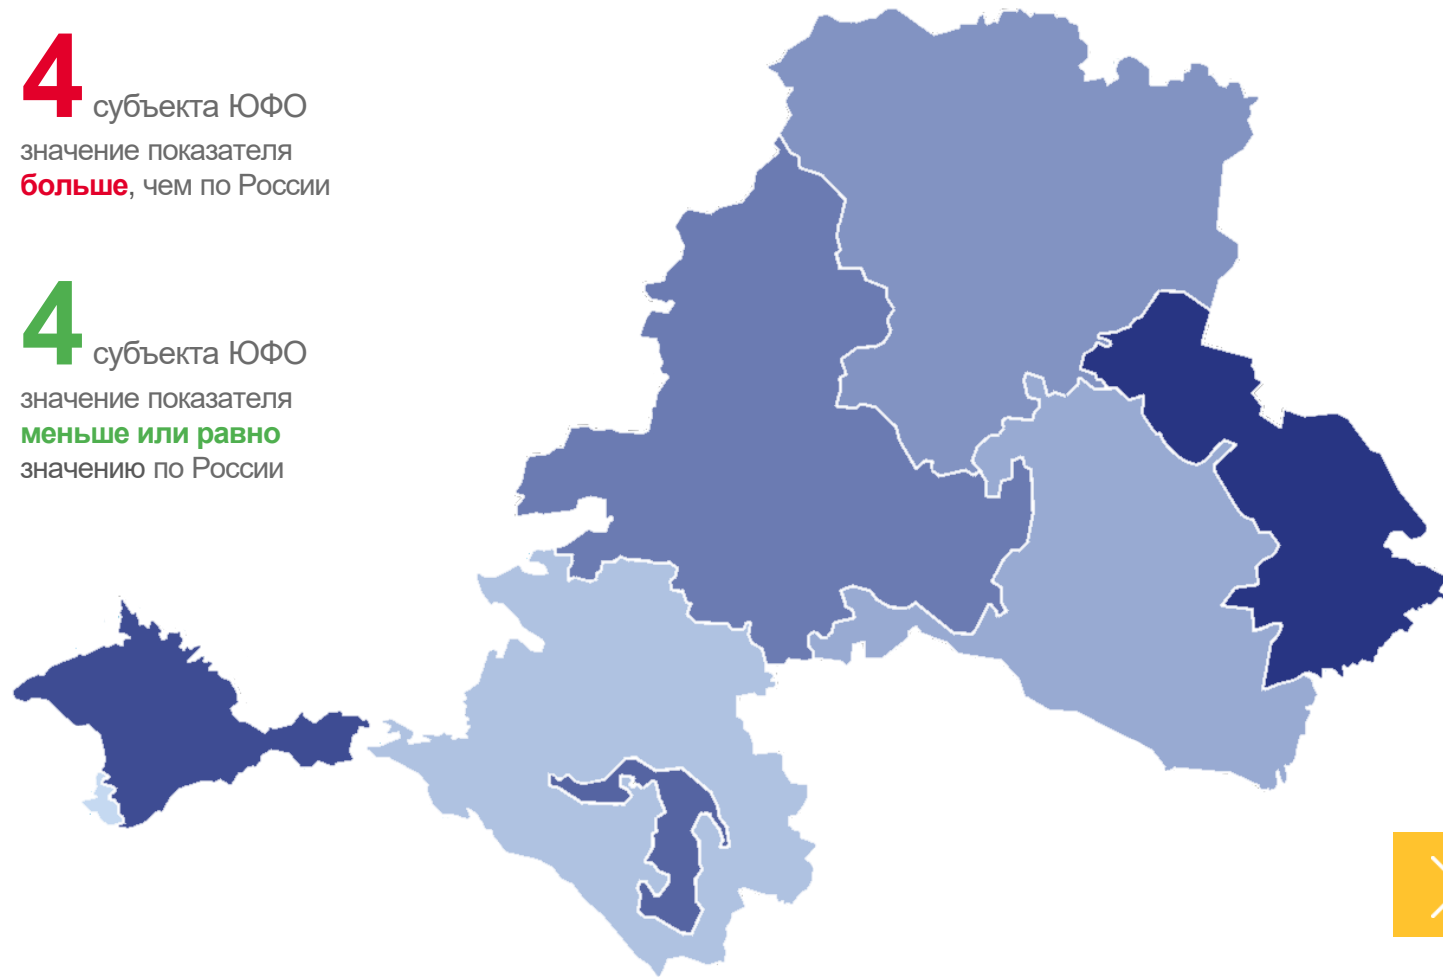 4 субъекта ЮФО
значение показателя
больше, чем по России
4 субъекта ЮФО
значение показателя
меньше или равно
значению по России